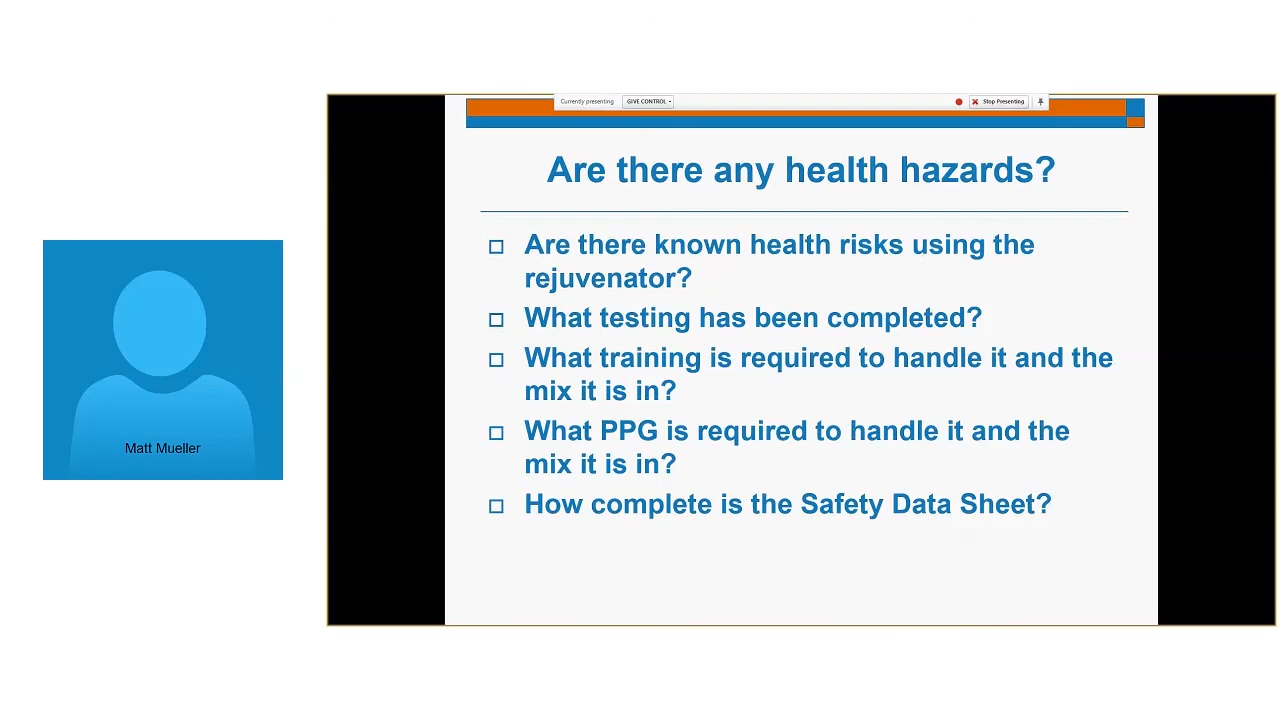 Currently presenting GIVE CONTROL Stop Presenting
Are there any health hazards?
Are there known health risks using the
rejuvenator?
What testing has been completed?
What training is required to handle it and the
mix it is in?
What PPG is required to handle it and the
mix it is in?
How complete is the Safety Data Sheet?
Matt Mueller